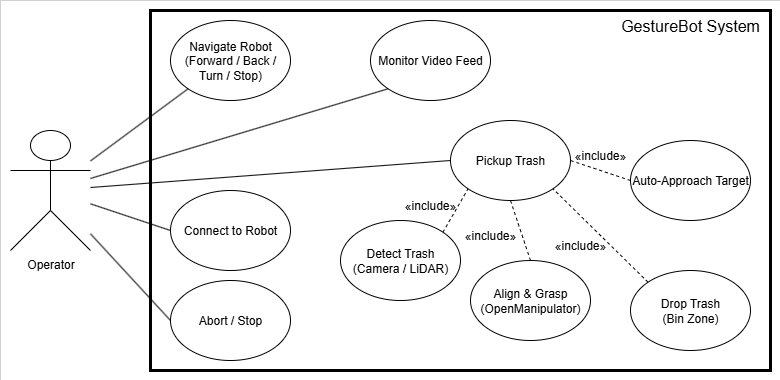 GestureBot System
Navigate Robot
(Forward / Back /
Turn / Stop)
Monitor Video Feed
Pickup Trash
«include»
Auto-Approach Target
«include»
Connect to Robot
Detect Trash
(Camera / LiDAR)
«include»
«include»
Operator
Align & Grasp
(OpenManipulator)
Drop Trash
(Bin Zone)
Abort / Stop